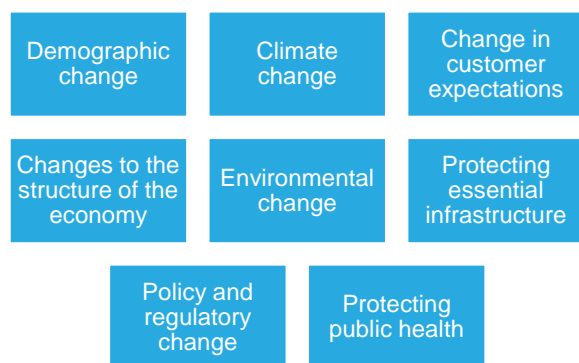 Demographic
change
Climate
change
Change in
customer
expectations
Changes to the
structure of the
economy
Environmental
change
Protecting
essential
infrastructure
Policy and
regulatory
change
Protecting
public health